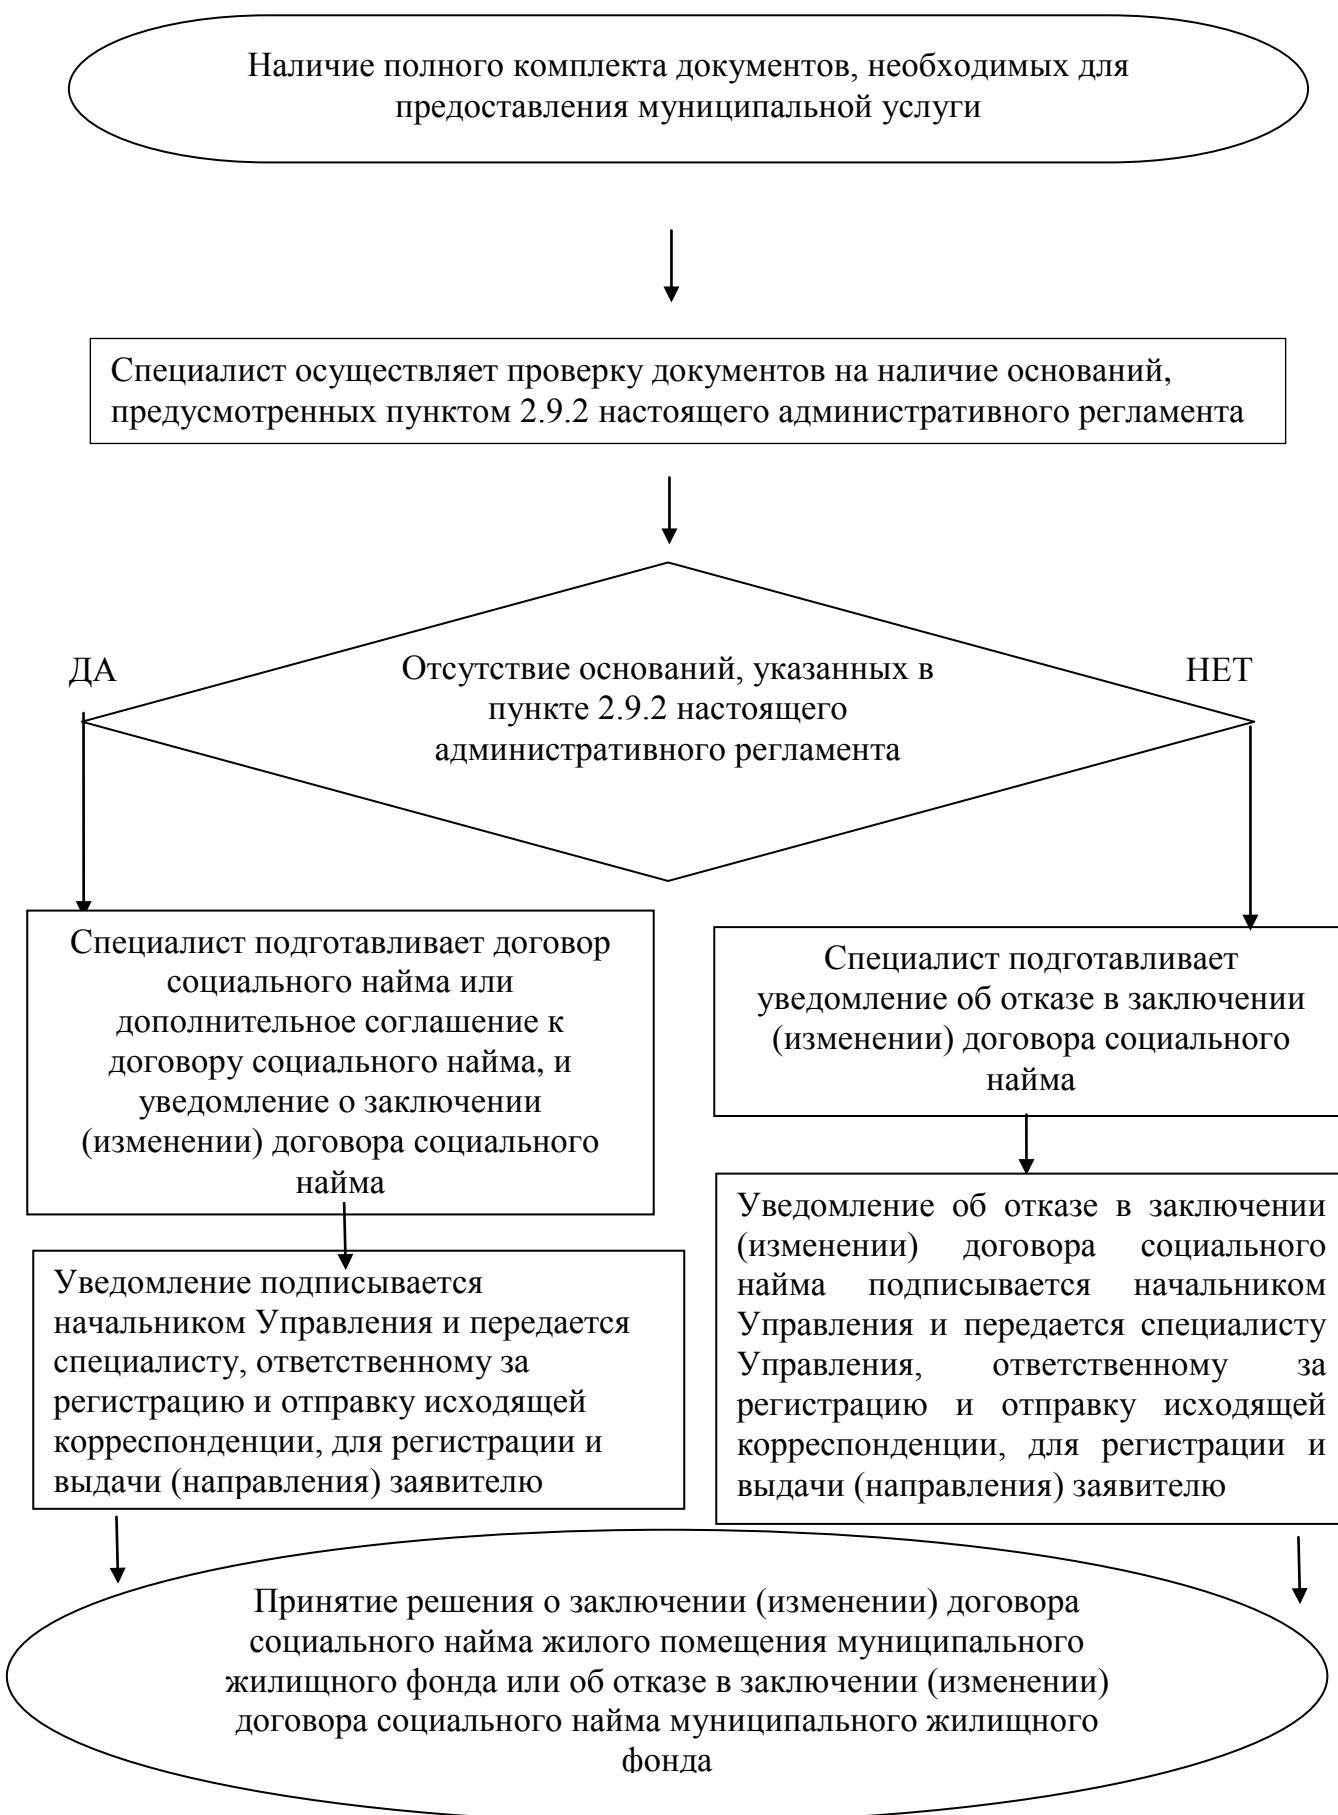 Наличие полного комплекта документов, необходимых для
предоставления муниципальной услуги
Специалист осуществляет проверку документов на наличие оснований,
предусмотренных пунктом 2.9.2 настоящего административного регламента
ДА
Отсутствие оснований, указанных в
пункте 2.9.2 настоящего
административного регламента
НЕТ
Специалист подготавливает договор
социального найма или
дополнительное соглашение к
договору социального найма, и
уведомление о заключении
(изменении) договора социального
найма
Специалист подготавливает
уведомление об отказе в заключении
(изменении) договора социального
найма
Уведомление подписывается
начальником Управления и передается
специалисту, ответственному за
регистрацию и отправку исходящей
корреспонденции, для регистрации и
выдачи (направления) заявителю
Уведомление об отказе в заключении
(изменении) договора социального
найма подписывается начальником
Управления и передается специалисту
Управления, ответственному за
регистрацию и отправку исходящей
корреспонденции, для регистрации и
выдачи (направления) заявителю
Принятие решения о заключении (изменении) договора
социального найма жилого помещения муниципального
жилищного фонда или об отказе в заключении (изменении)
договора социального найма муниципального жилищного
фонда